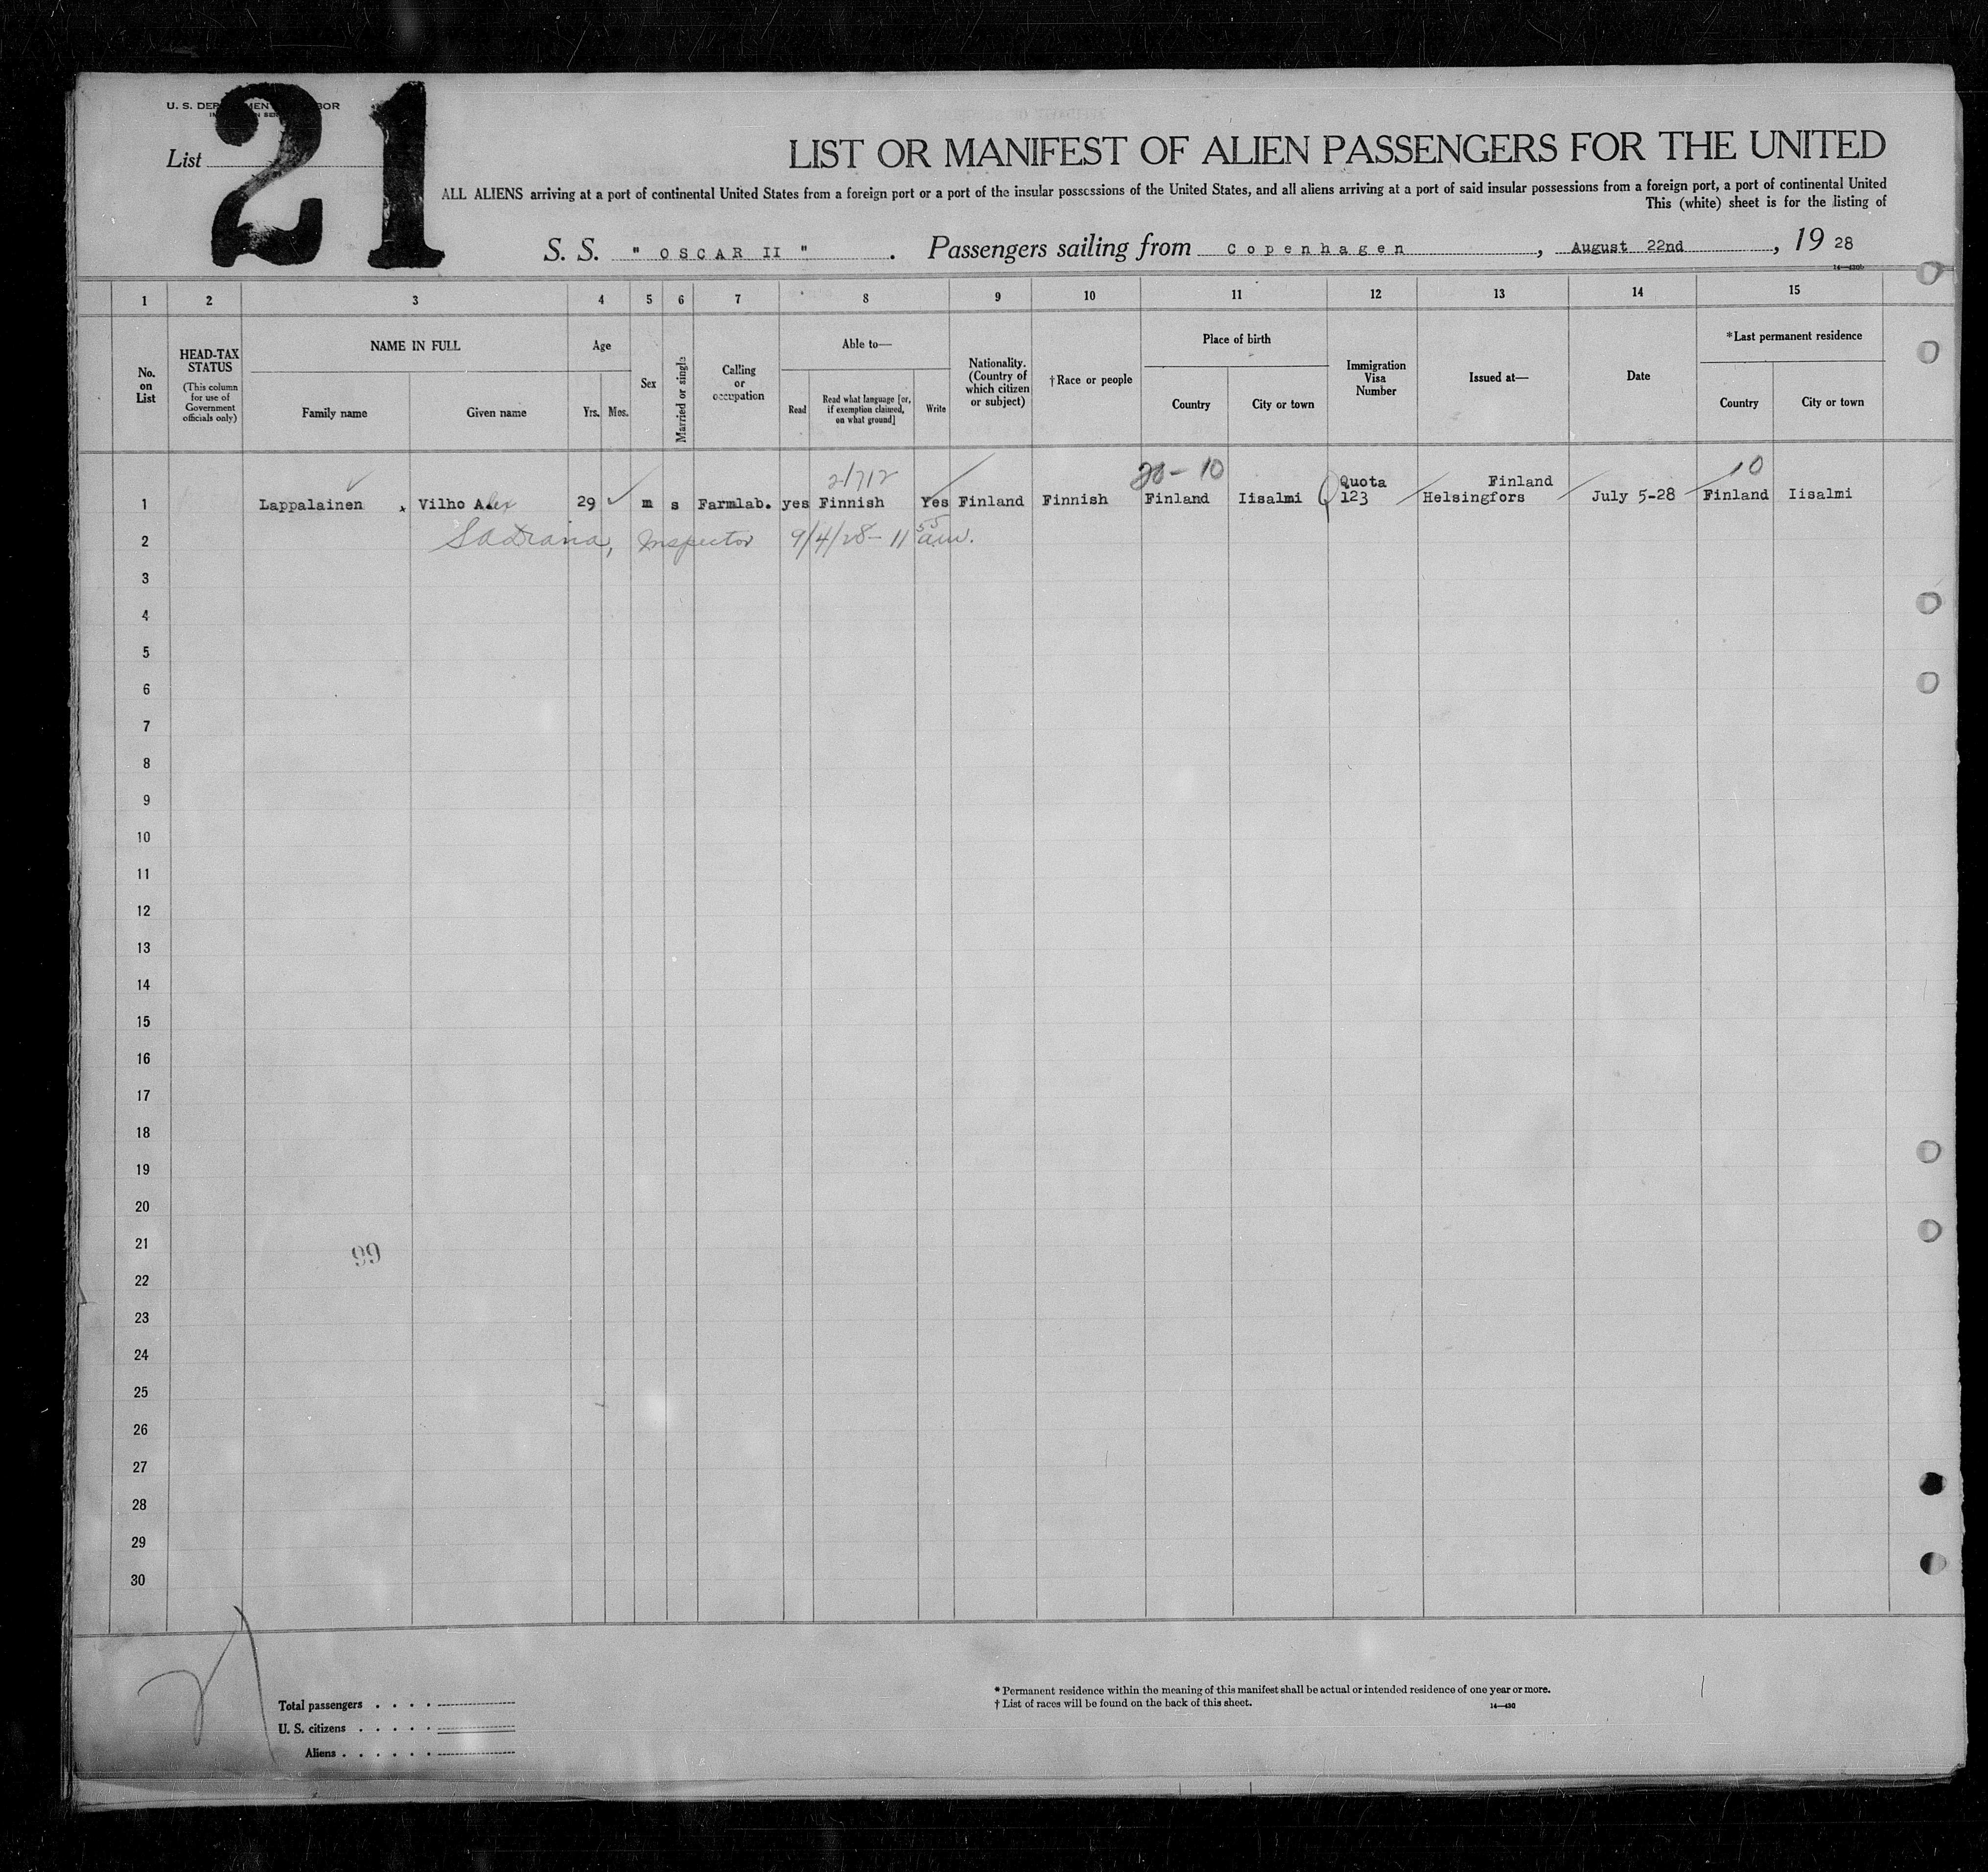 21
U. S. DEPARTMENT OF LABOR
List
LIST OR MANIFEST OF ALIEN PASSENGERS FOR THE UNITED
ALL ALIENS arriving at a port of continental United States from a foreign port or a port of the insular possessions of the United States, and all aliens arriving at a port of said insular possessions from a foreign port, a port of continental United
This (white) sheet is for the listing of
S. S. " OSCAR II " . Passengers sailing from Copenhagen , August 22nd , 19 28
14—430b
1 2 3 4 5 6 7 8 9 10 11 12 13 14 15
No. on List
HEAD-TAX STATUS
(This column for use of Government officials only)
NAME IN FULL
Family name Given name
Age
Yrs. Mos.
Sex
Married or single
Calling or occupation
Able to—
Read
Read what language [or, if exemption claimed, on what ground]
Write
Nationality. (Country of which citizen or subject)
†Race or people
Place of birth
Country City or town
Immigration Visa Number
Issued at—
Date
*Last permanent residence
Country City or town
2/712 10
Quota Finland
1 Lappalainen x Vilho Alex 29 ✓ m s Farmlab. yes Finnish Yes Finland Finnish Finland Iisalmi 123 Helsingfors July 5-28 Finland Iisalmi
2 Inspector 9/4/28 - 11 55 am.
3
4
5
6
7
8
9
10
11
12
13
14
15
16
17
18
19
20
21
99
22
23
24
25
26
27
28
29
30
Total passengers . . . .
U. S. citizens . . . . .
Aliens . . . . . .
* Permanent residence within the meaning of this manifest shall be actual or intended residence of one year or more.
† List of races will be found on the back of this sheet.
14—430